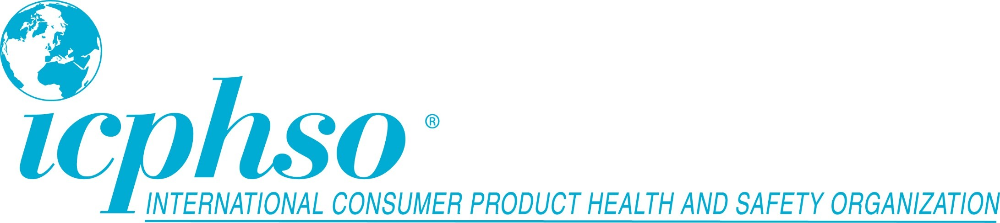 icphso ®
INTERNATIONAL CONSUMER PRODUCT HEALTH AND SAFETY ORGANIZATION